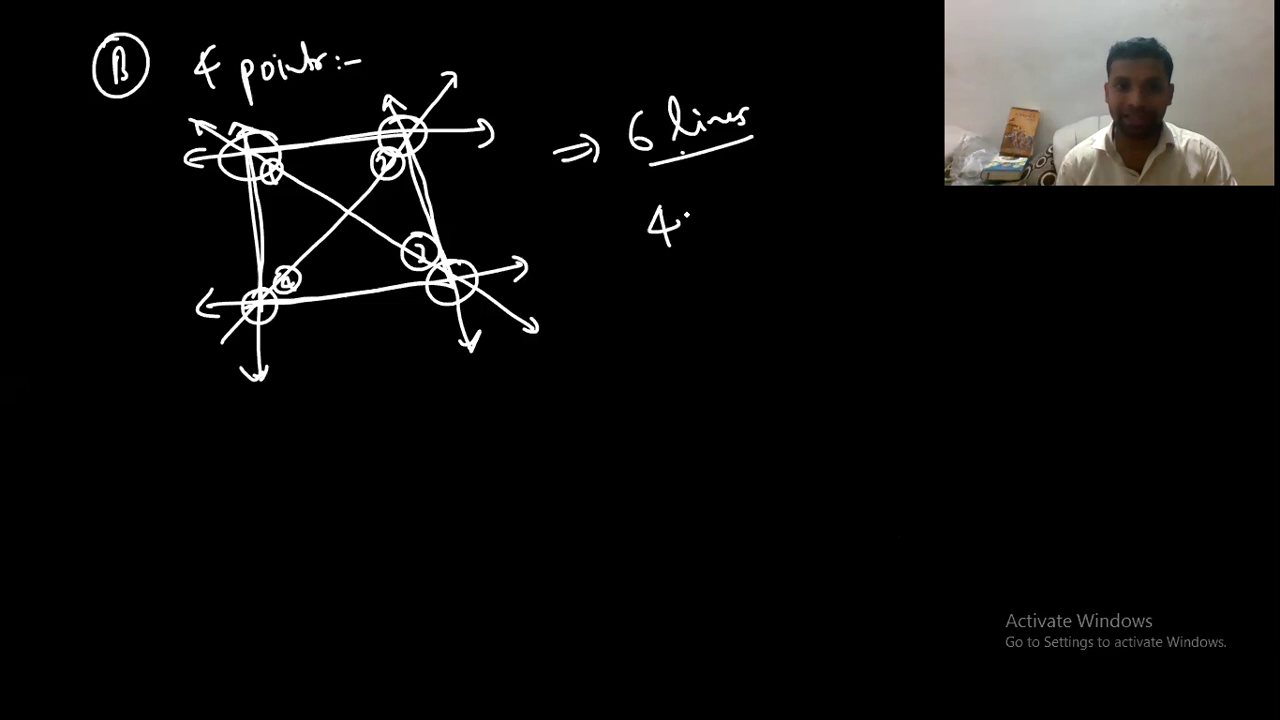 B 4 points:-
⇒ 6 lines
4
Activate Windows
Go to Settings to activate Windows.